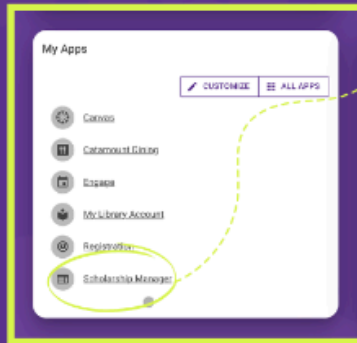 My Apps
CUSTOMIZE ALL APPS
Canvas
Catamount Dining
Engage
My Library Account
Registration
Scholarship Manager